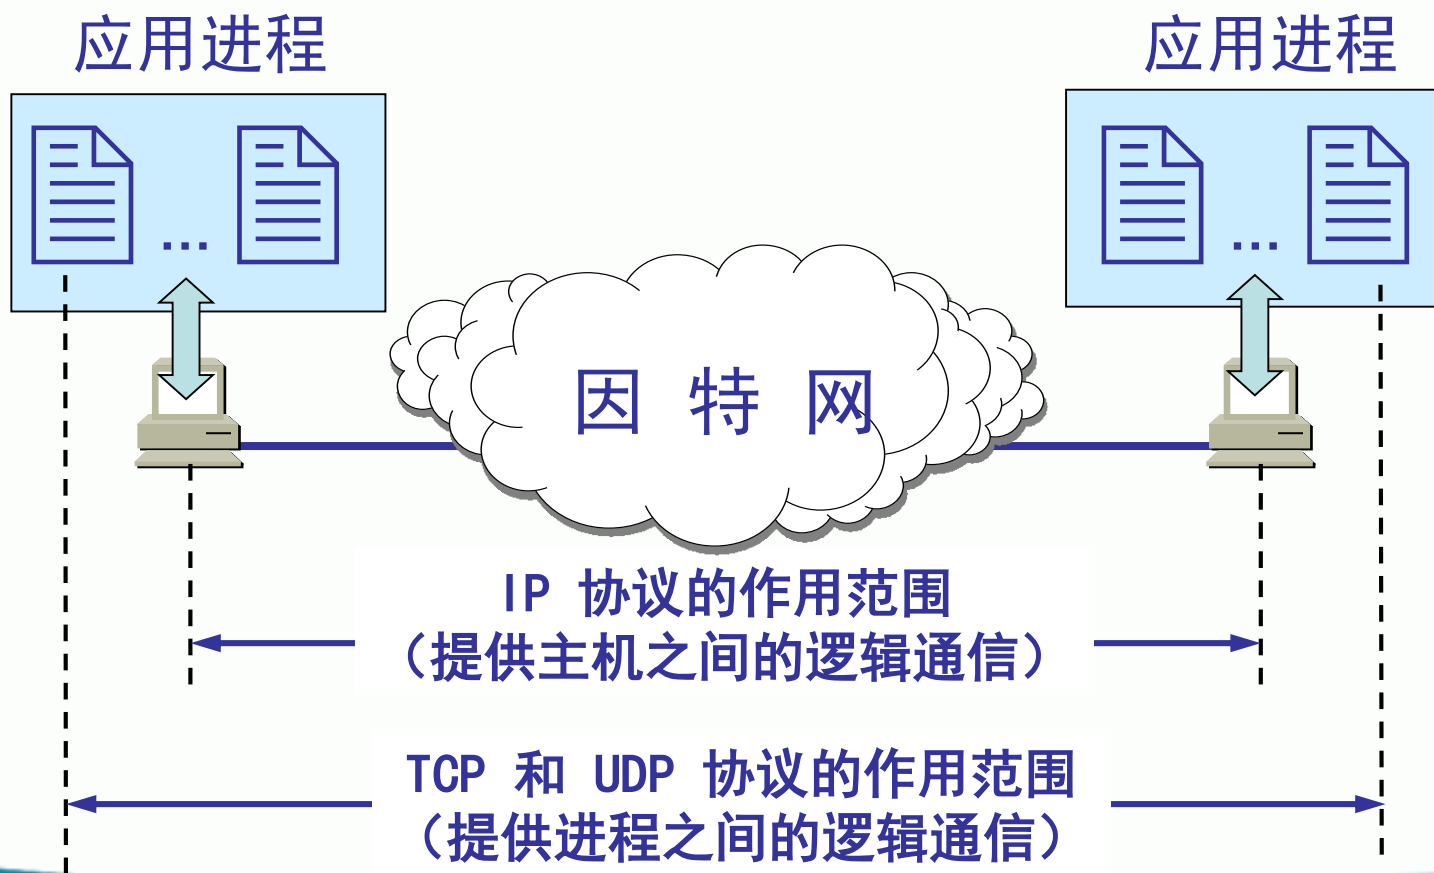 应用进程
应用进程
...
...
因 特 网
IP 协议的作用范围
（提供主机之间的逻辑通信）
TCP 和 UDP 协议的作用范围
（提供进程之间的逻辑通信）